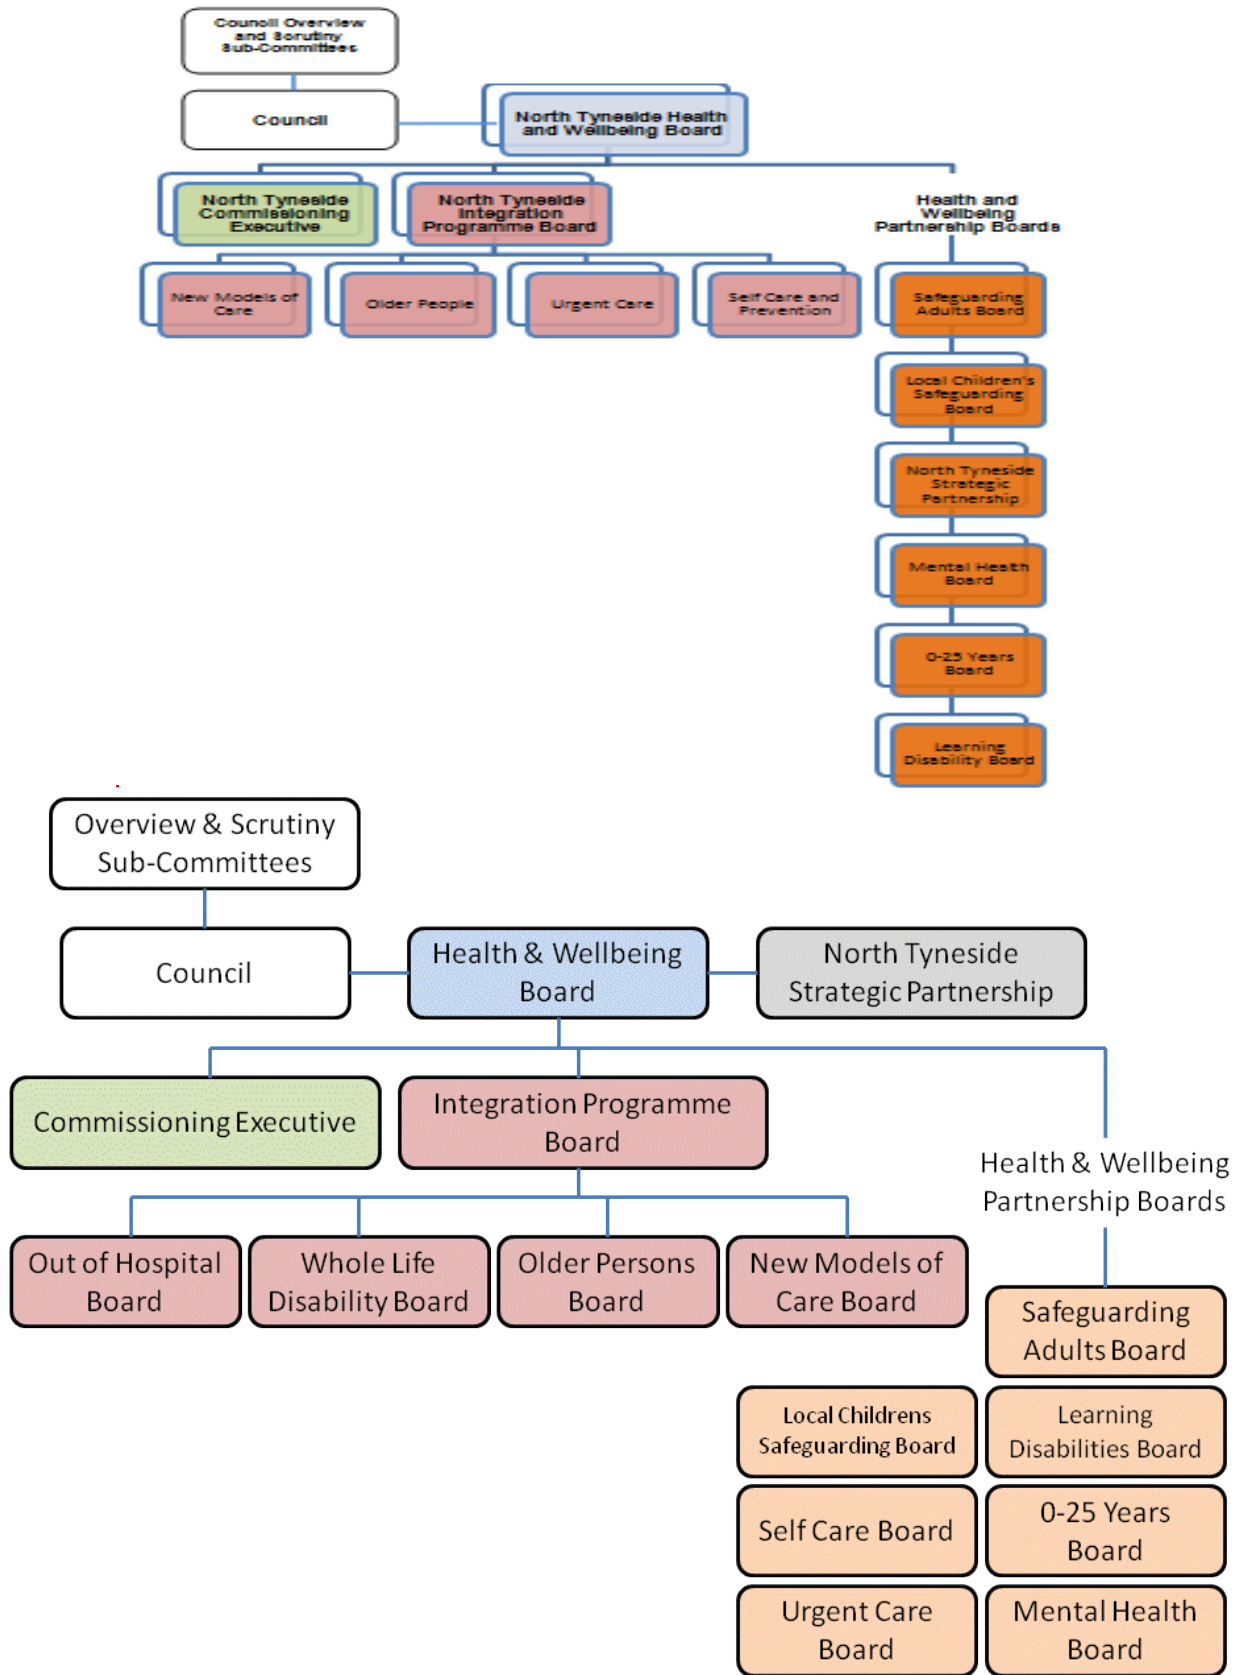 Council Overview
and Scrutiny
Sub-Committees
Council
North Tyneside Health
and Wellbeing Board
North Tyneside
Commissioning
Executive
North Tyneside
Integration
Programme Board
Health and
Wellbeing
Partnership Boards
New Models of
Care
Older People
Urgent Care
Self Care and
Prevention
Safeguarding
Adults Board
Local Children's
Safeguarding
Board
North Tyneside
Strategic
Partnership
Mental Health
Board
0-25 Years
Board
Learning
Disability Board
Overview & Scrutiny
Sub-Committees
Council
Health & Wellbeing
Board
North Tyneside
Strategic Partnership
Commissioning Executive
Integration Programme
Board
Health & Wellbeing
Partnership Boards
Out of Hospital
Board
Whole Life
Disability Board
Older Persons
Board
New Models of
Care Board
Safeguarding
Adults Board
Local Childrens
Safeguarding Board
Learning
Disabilities Board
Self Care Board
0-25 Years
Board
Urgent Care
Board
Mental Health
Board